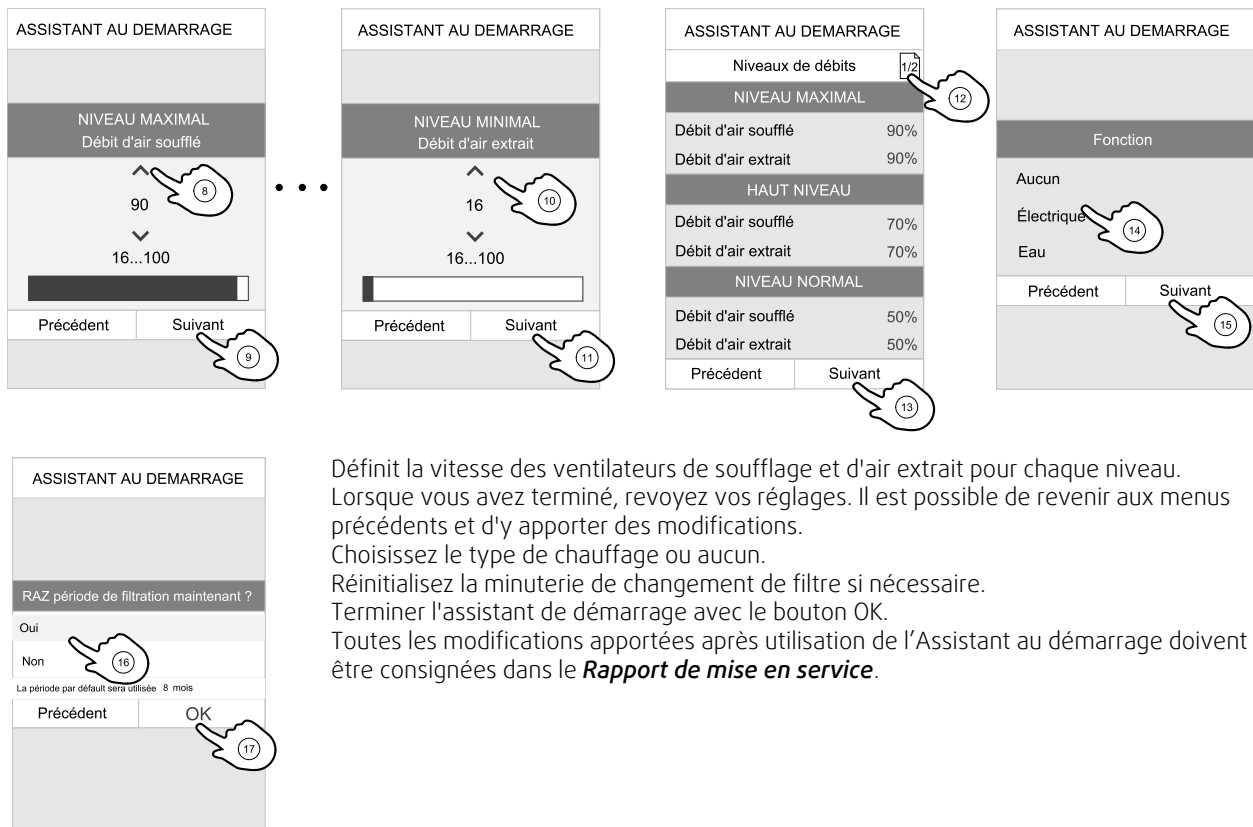 ASSISTANT AU DEMARRAGE
NIVEAU MAXIMAL
Débit d'air soufflé
8
90
16...100
Précédent Suivant
9
• • •
ASSISTANT AU DEMARRAGE
NIVEAU MINIMAL
Débit d'air extrait
10
16
16...100
Précédent Suivant
11
ASSISTANT AU DEMARRAGE
Niveaux de débits 1/2
12
NIVEAU MAXIMAL
Débit d'air soufflé 90%
Débit d'air extrait 90%
HAUT NIVEAU
Débit d'air soufflé 70%
Débit d'air extrait 70%
NIVEAU NORMAL
Débit d'air soufflé 50%
Débit d'air extrait 50%
Précédent Suivant
13
ASSISTANT AU DEMARRAGE
Fonction
Aucun
Électrique
14
Eau
Précédent Suivant
15
ASSISTANT AU DEMARRAGE
RAZ période de filtration maintenant ?
Oui
Non
16
La période par défault sera utilisée 8 mois
Précédent OK
17
Définit la vitesse des ventilateurs de soufflage et d'air extrait pour chaque niveau.
Lorsque vous avez terminé, revoyez vos réglages. Il est possible de revenir aux menus
précédents et d'y apporter des modifications.
Choisissez le type de chauffage ou aucun.
Réinitialisez la minuterie de changement de filtre si nécessaire.
Terminer l'assistant de démarrage avec le bouton OK.
Toutes les modifications apportées après utilisation de l’Assistant au démarrage doivent
être consignées dans le Rapport de mise en service.